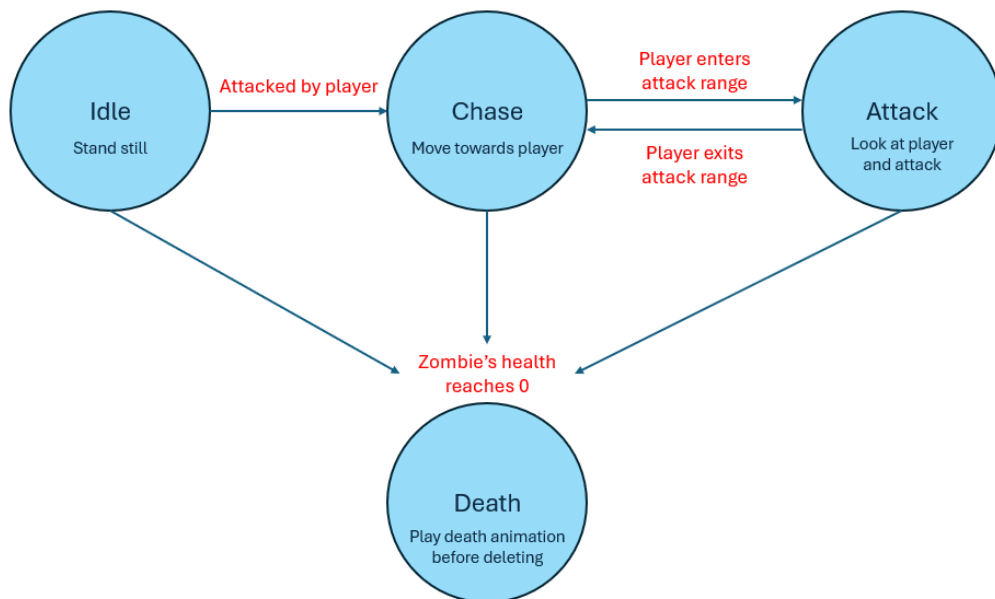 Idle
Stand still
Attacked by player
Chase
Move towards player
Player enters
attack range
Player exits
attack range
Attack
Look at player
and attack
Zombie’s health
reaches 0
Death
Play death animation
before deleting